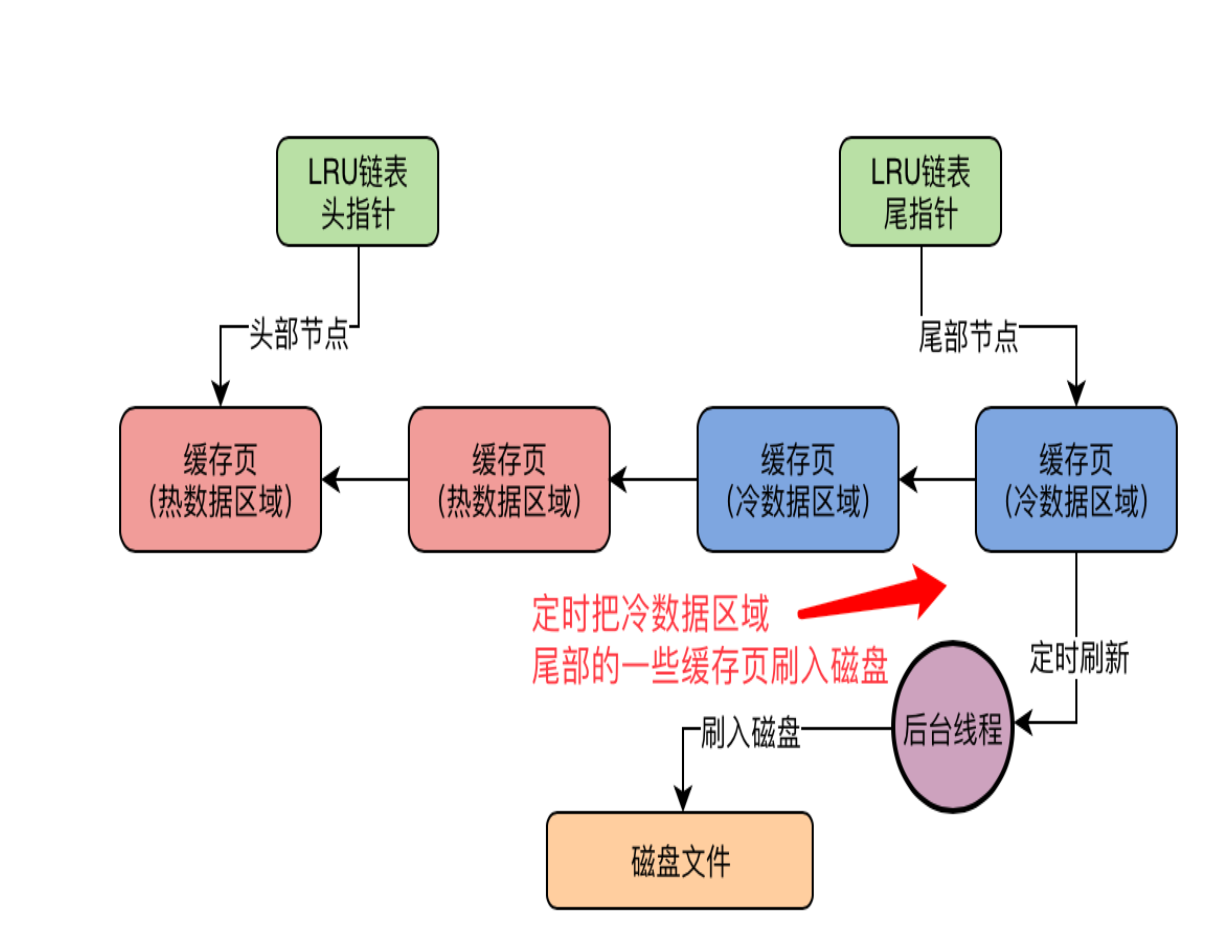 LRU链表
头指针
LRU链表
尾指针
头部节点
尾部节点
缓存页
(热数据区域)
缓存页
(热数据区域)
缓存页
(冷数据区域)
缓存页
(冷数据区域)
定时把冷数据区域
尾部的一些缓存页刷入磁盘
定时刷新
后台线程
刷入磁盘
磁盘文件